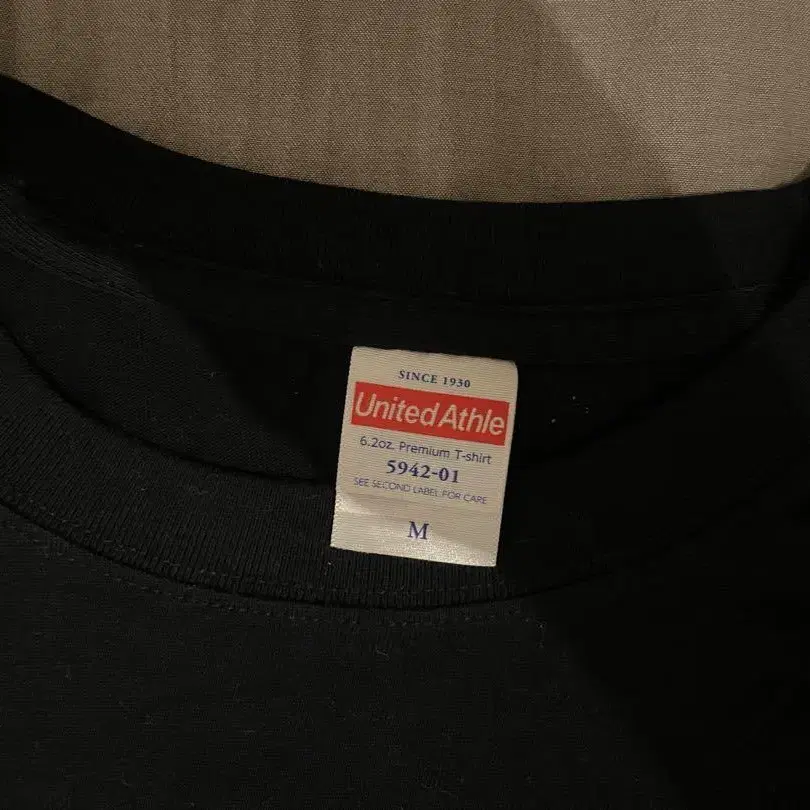 SINCE 1930
United Athle
6.2oz. Premium T-shirt
5942-01
SEE SECOND LABEL FOR CARE
M